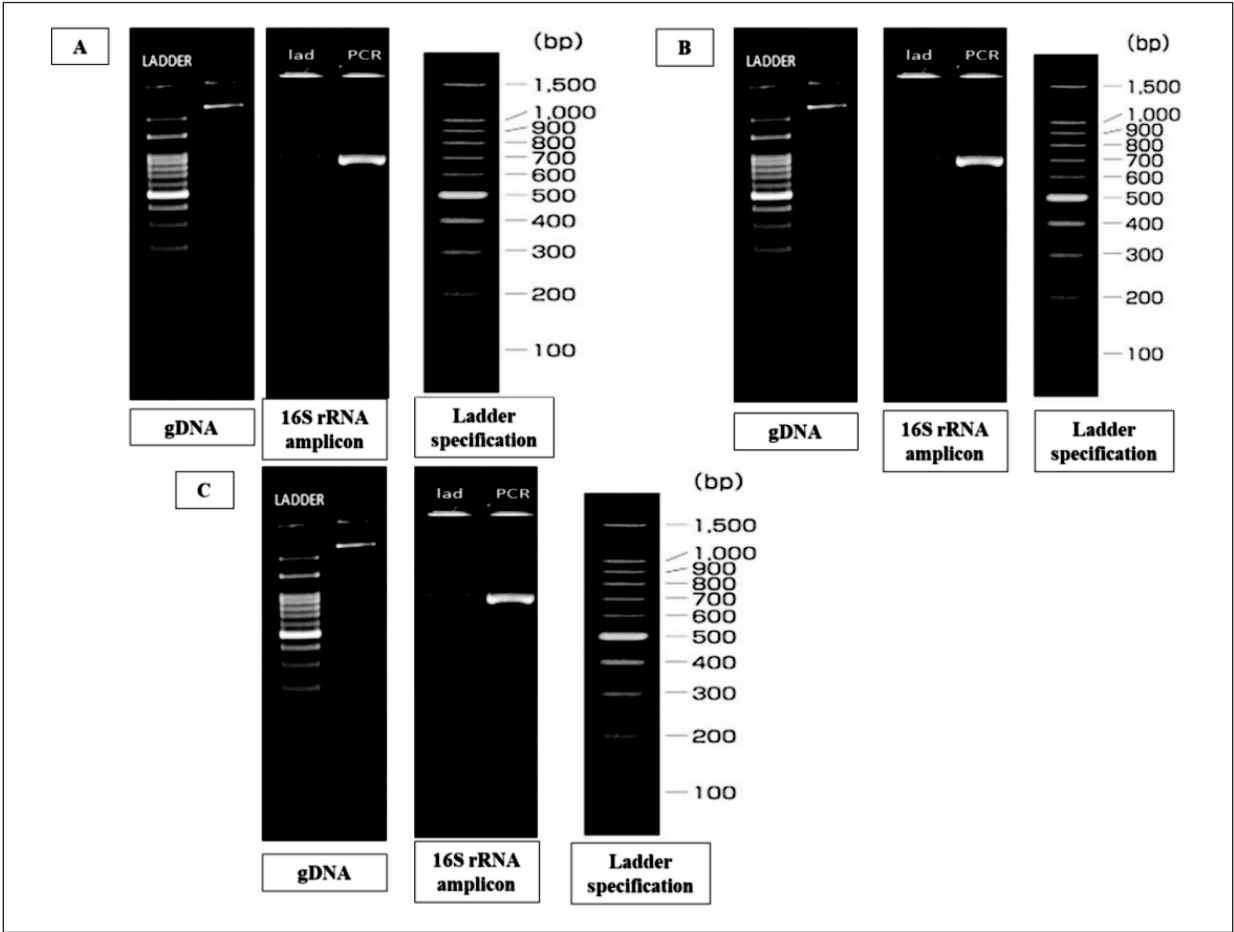 A
LADDER
lad PCR
(bp)
1,500
1,000
900
800
700
600
500
400
300
200
100
gDNA
16S rRNA
amplicon
Ladder
specification
B
LADDER
lad PCR
(bp)
1,500
1,000
900
800
700
600
500
400
300
200
100
gDNA
16S rRNA
amplicon
Ladder
specification
C
LADDER
lad PCR
(bp)
1,500
1,000
900
800
700
600
500
400
300
200
100
gDNA
16S rRNA
amplicon
Ladder
specification